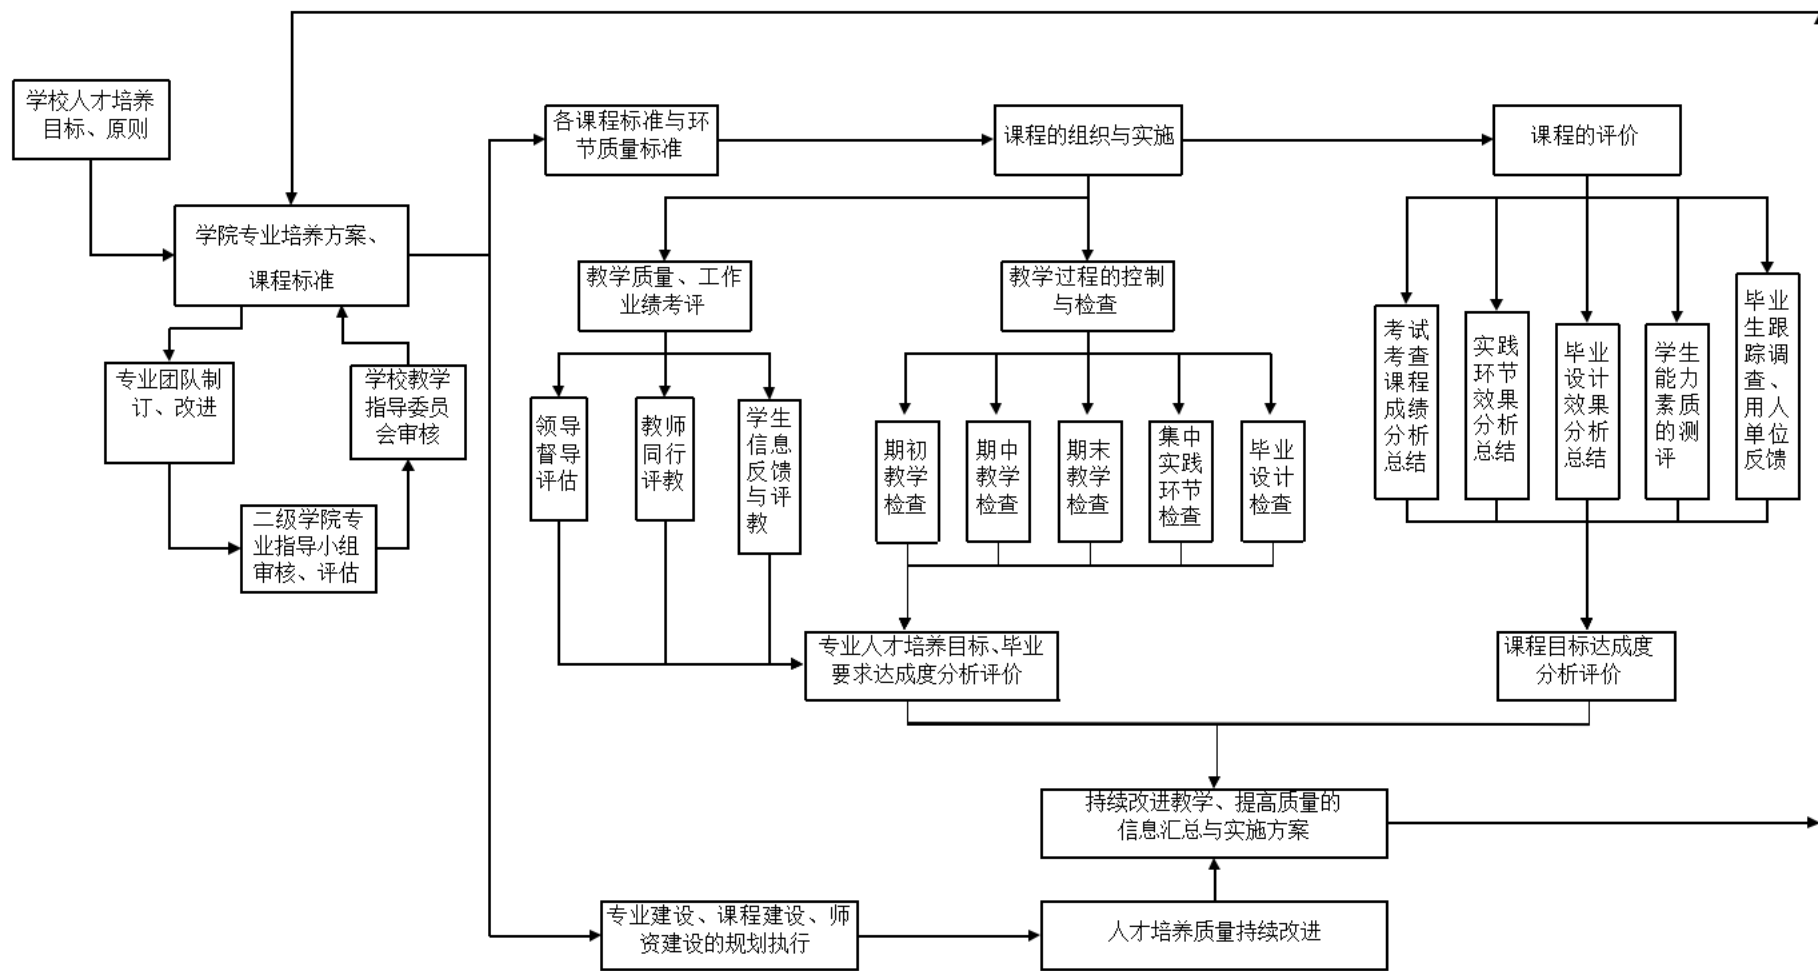 学校人才培养
目标、原则
学院专业培养方案、
课程标准
专业团队制
订、改进
学校教学
指导委员
会审核
二级学院专
业指导小组
审核、评估
各课程标准与环
节质量标准
课程的组织与实施
课程的评价
教学质量、工作
业绩考评
教学过程的控制
与检查
领导
督导
评估
教师
同行
评教
学生
信息
反馈
与评
教
期初
教学
检查
期中
教学
检查
期末
教学
检查
集中
实践
环节
检查
毕业
设计
检查
考试
考查
课程
成绩
分析
总结
实践
环节
效果
分析
总结
毕业
设计
效果
分析
总结
学生
能力
素质
的测
评
毕业
生跟
踪调
查、
用人
单位
反馈
专业人才培养目标、毕业
要求达成度分析评价
课程目标达成度
分析评价
持续改进教学、提高质量的
信息汇总与实施方案
专业建设、课程建设、师
资建设的规划执行
人才培养质量持续改进